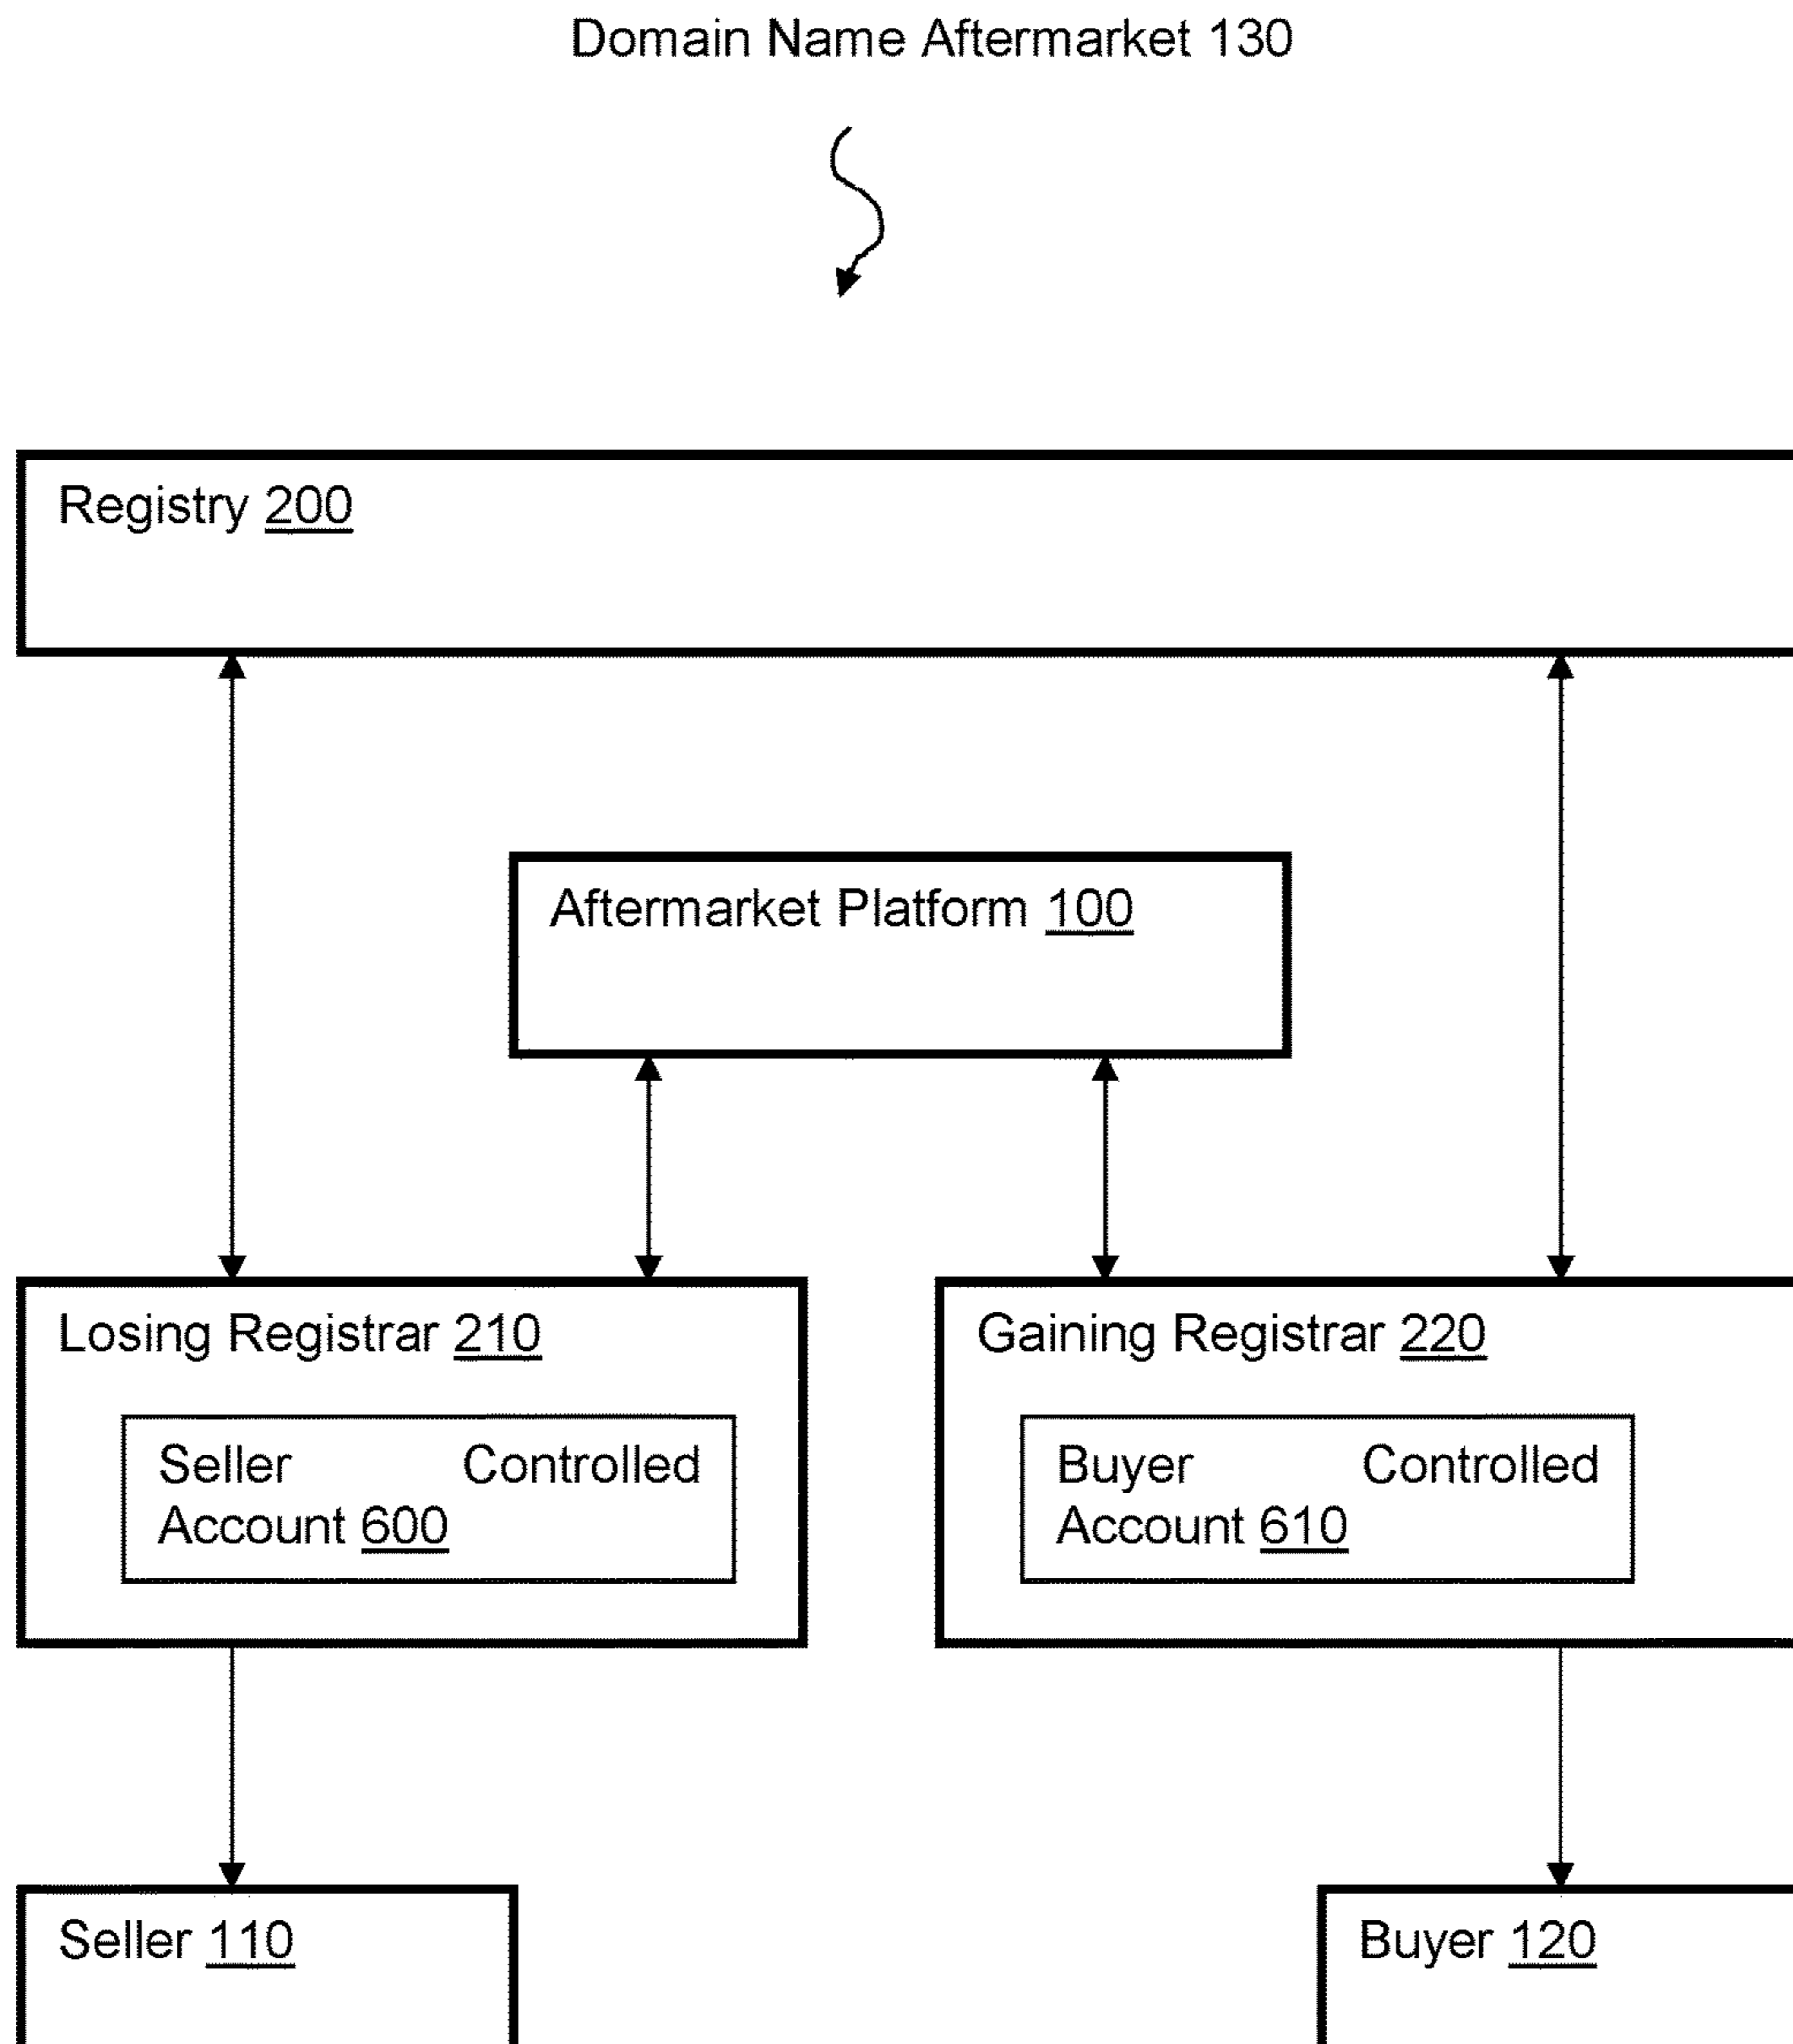 Domain Name Aftermarket 130
Registry 200
Aftermarket Platform 100
Losing Registrar 210
Gaining Registrar 220
Seller Controlled
Account 600
Buyer Controlled
Account 610
Seller 110
Buyer 120